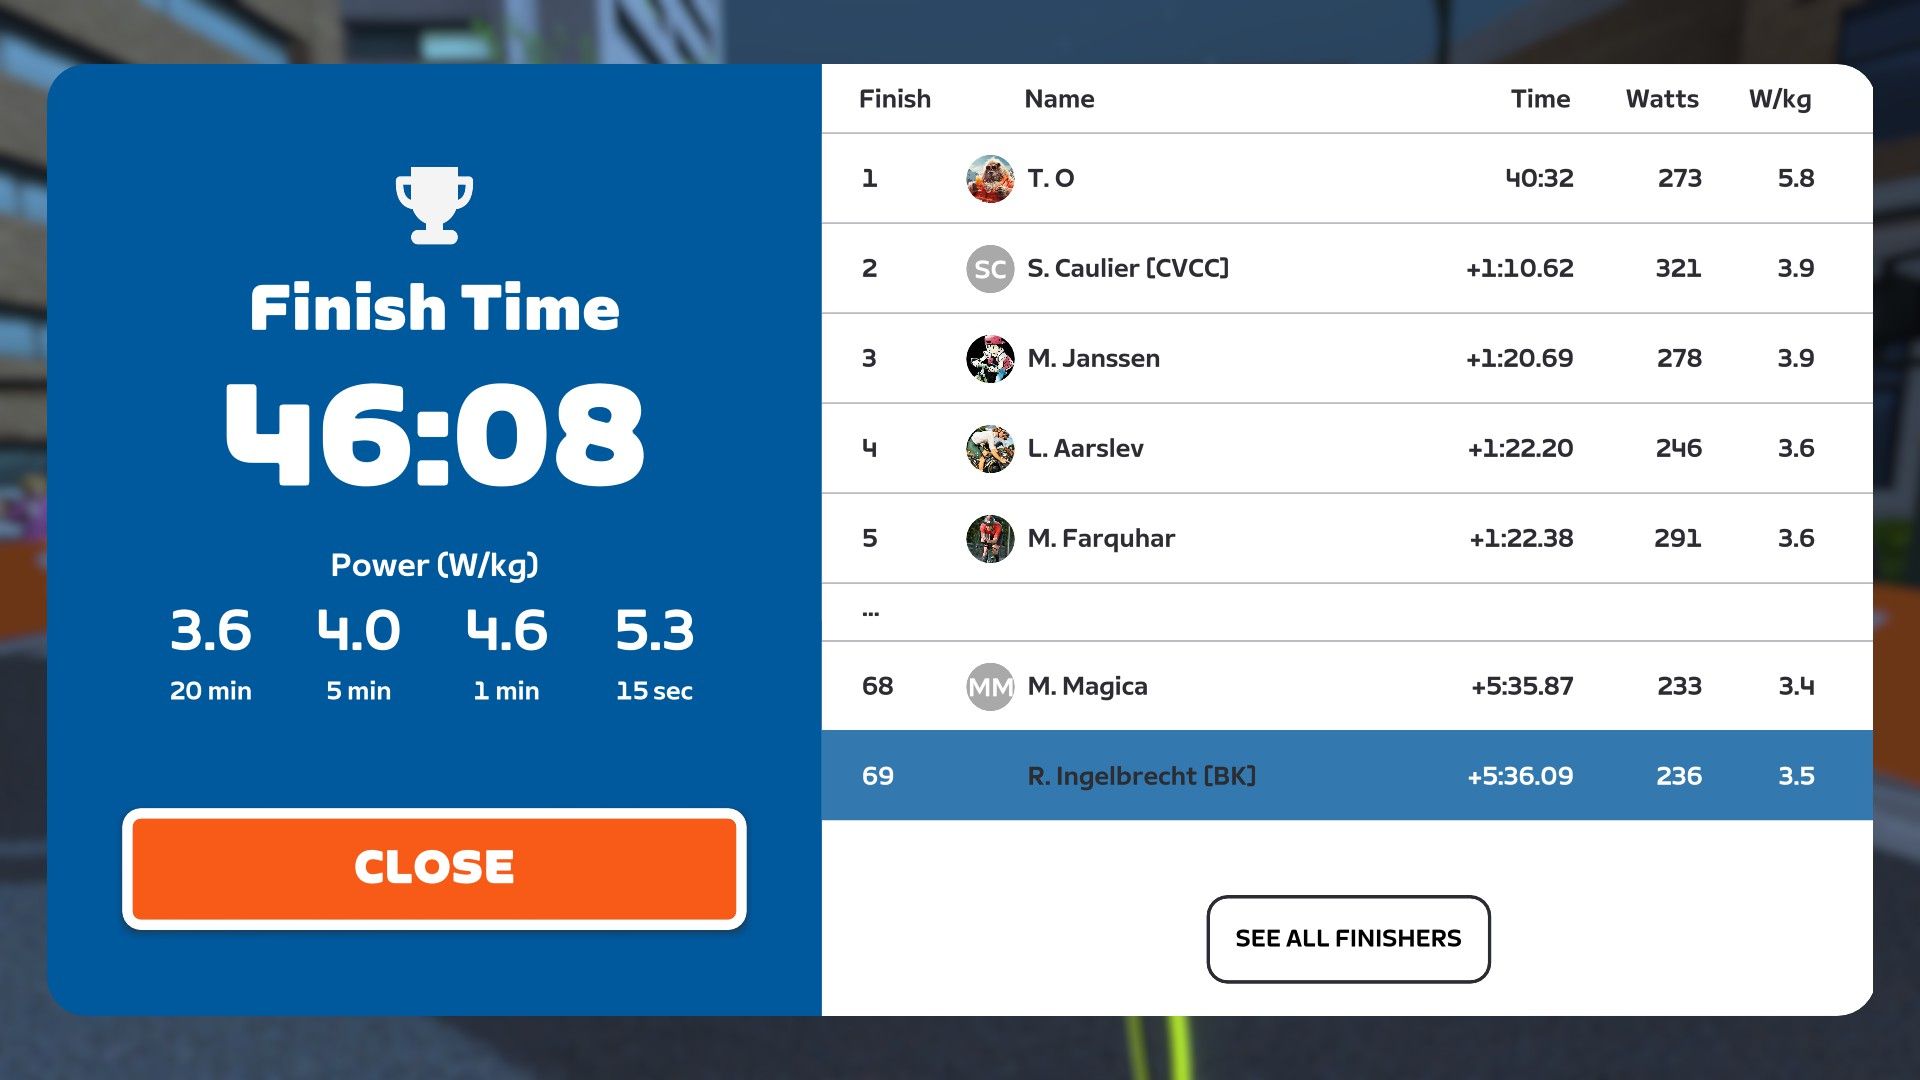 Finish Time
46:08
Power (W/kg)
3.6 4.0 4.6 5.3
20 min 5 min 1 min 15 sec
CLOSE
Finish Name Time Watts W/kg
1 T. O 40:32 273 5.8
2 SC S. Caulier [CVCC] +1:10.62 321 3.9
3 M. Janssen +1:20.69 278 3.9
4 L. Aarslev +1:22.20 246 3.6
5 M. Farquhar +1:22.38 291 3.6
...
68 MM M. Magica +5:35.87 233 3.4
69 R. Ingelbrecht [BK] +5:36.09 236 3.5
SEE ALL FINISHERS